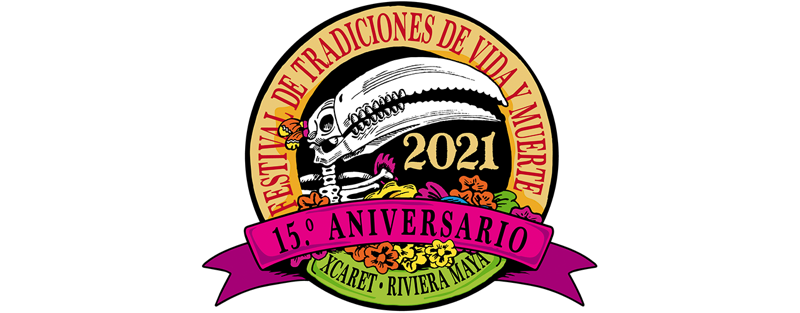 FESTIVAL DE TRADICIONES DE VIDA Y MUERTE
2021
15.º ANIVERSARIO
XCARET • RIVIERA MAYA